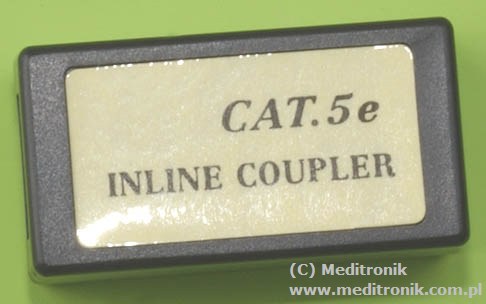 CAT.5e
INLINE COUPLER
(C) Meditronik
www.meditronik.com.pl